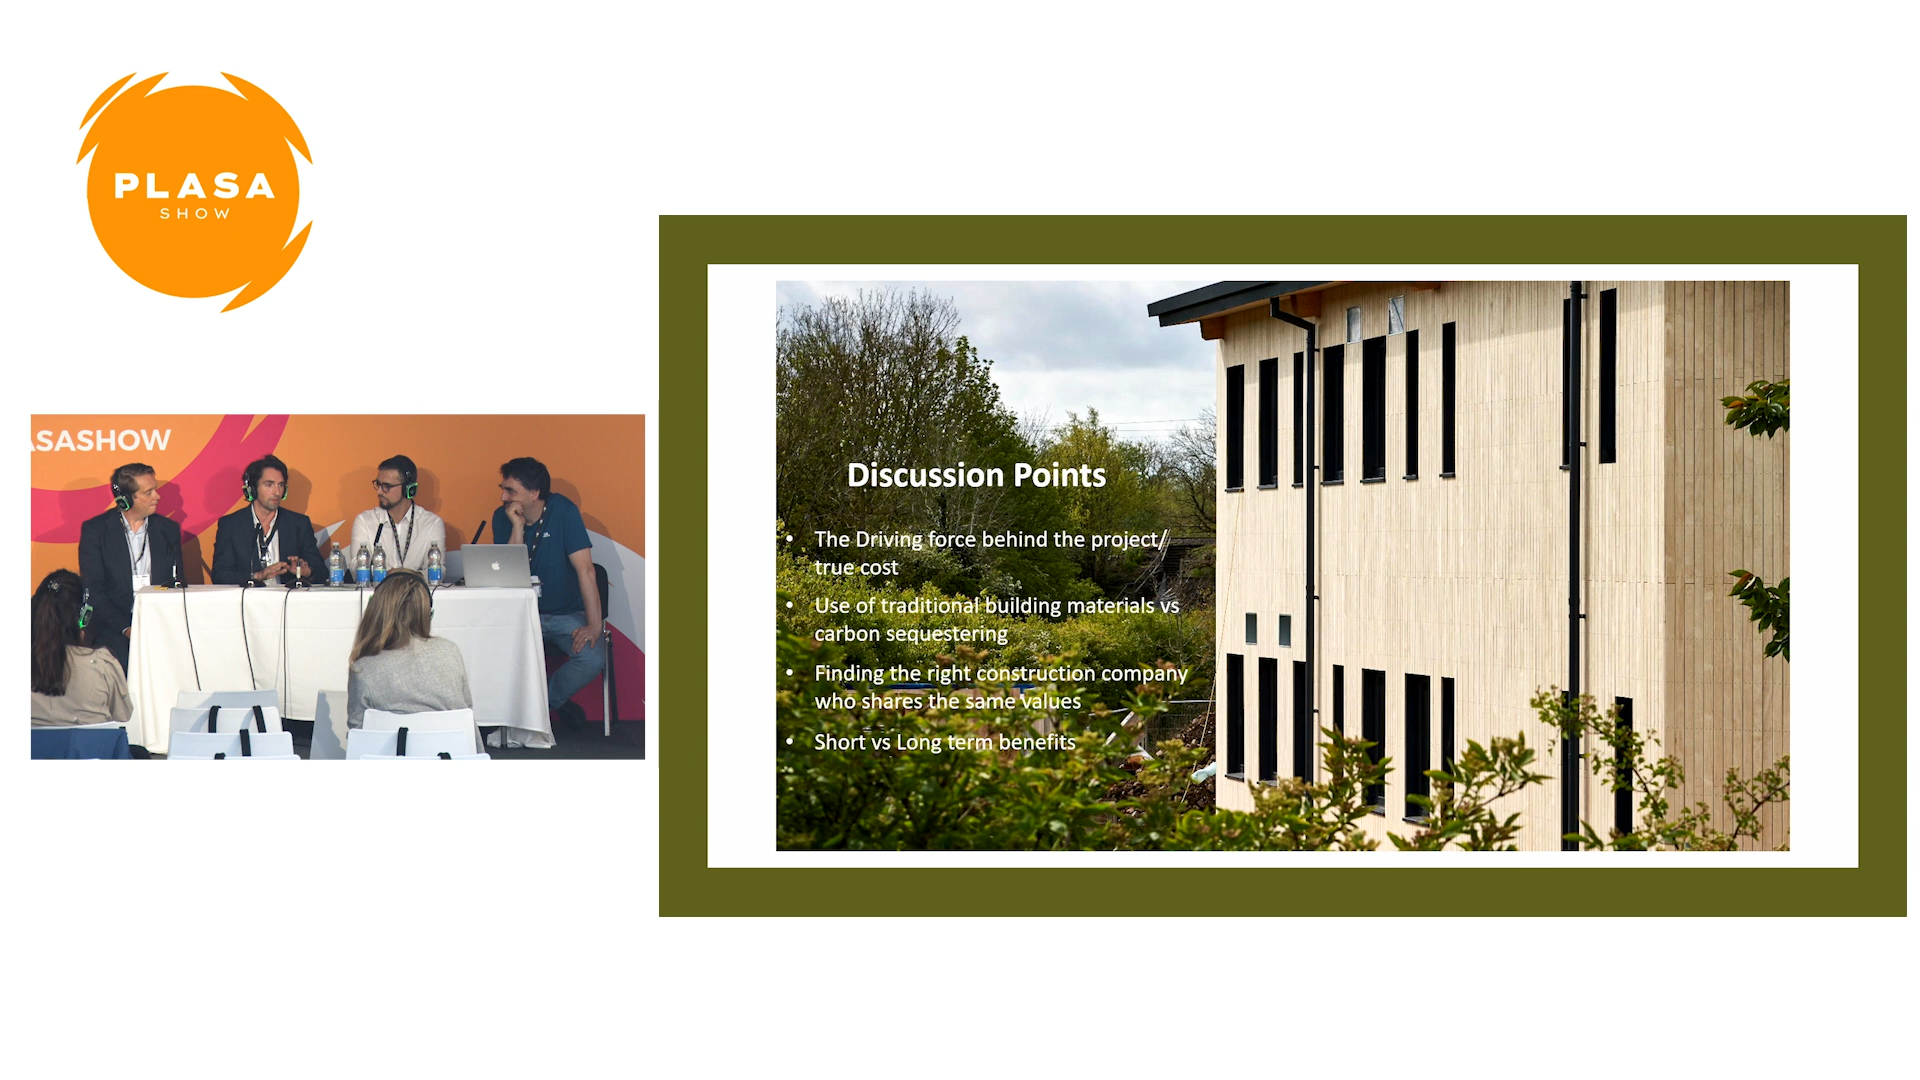 PLASA
SHOW
ASASHOW
Discussion Points
• The Driving force behind the project/
true cost
• Use of traditional building materials vs
carbon sequestering
• Finding the right construction company
who shares the same values
• Short vs Long term benefits